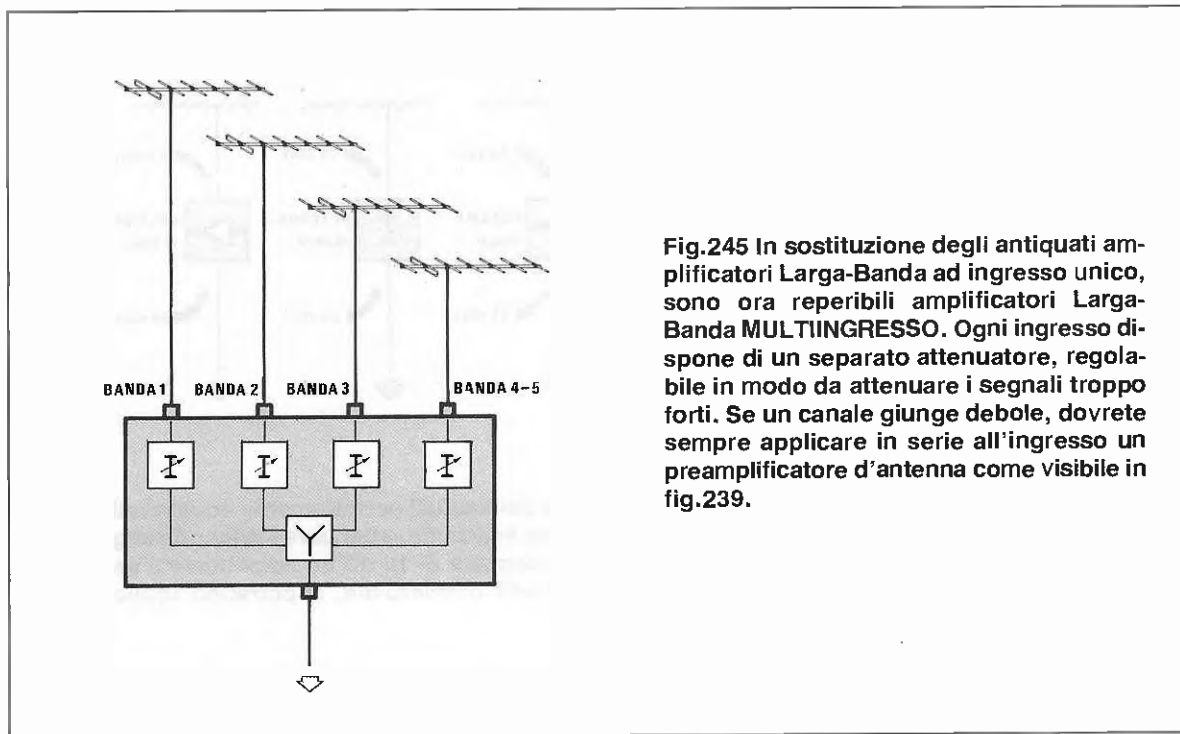 BANDA 1 BANDA 2 BANDA 3 BANDA 4-5
Fig.245 In sostituzione degli antiquati am-
plificatori Larga-Banda ad ingresso unico,
sono ora reperibili amplificatori Larga-
Banda MULTIINGRESSO. Ogni ingresso di-
spone di un separato attenuatore, regola-
bile in modo da attenuare i segnali troppo
forti. Se un canale giunge debole, dovrete
sempre applicare in serie all'ingresso un
preamplificatore d'antenna come visibile in
fig.239.